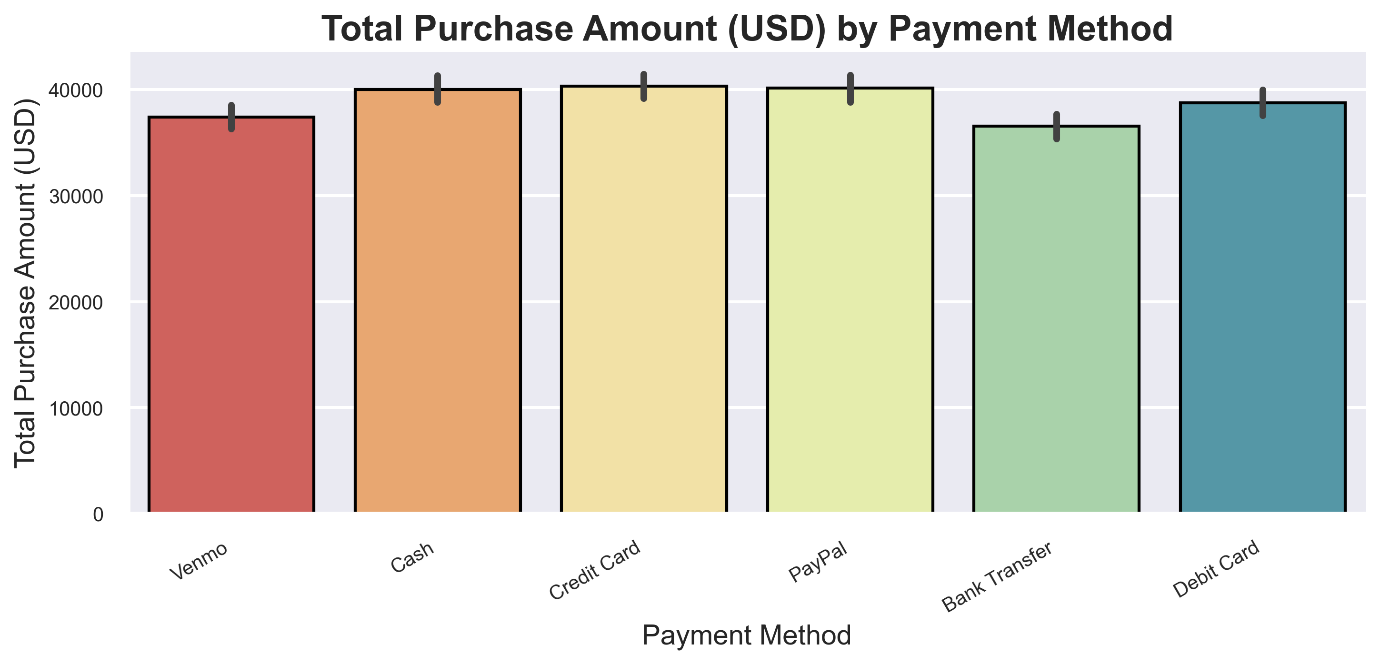 Total Purchase Amount (USD) by Payment Method
Total Purchase Amount (USD)
40000
30000
20000
10000
0
Venmo
Cash
Credit Card
PayPal
Bank Transfer
Debit Card
Payment Method